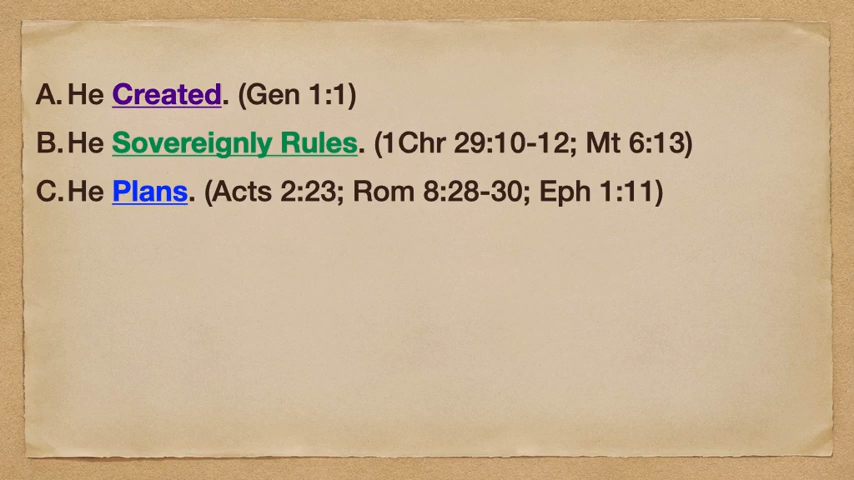 A. He Created. (Gen 1:1)
B. He Sovereignly Rules. (1Chr 29:10-12; Mt 6:13)
C. He Plans. (Acts 2:23; Rom 8:28-30; Eph 1:11)